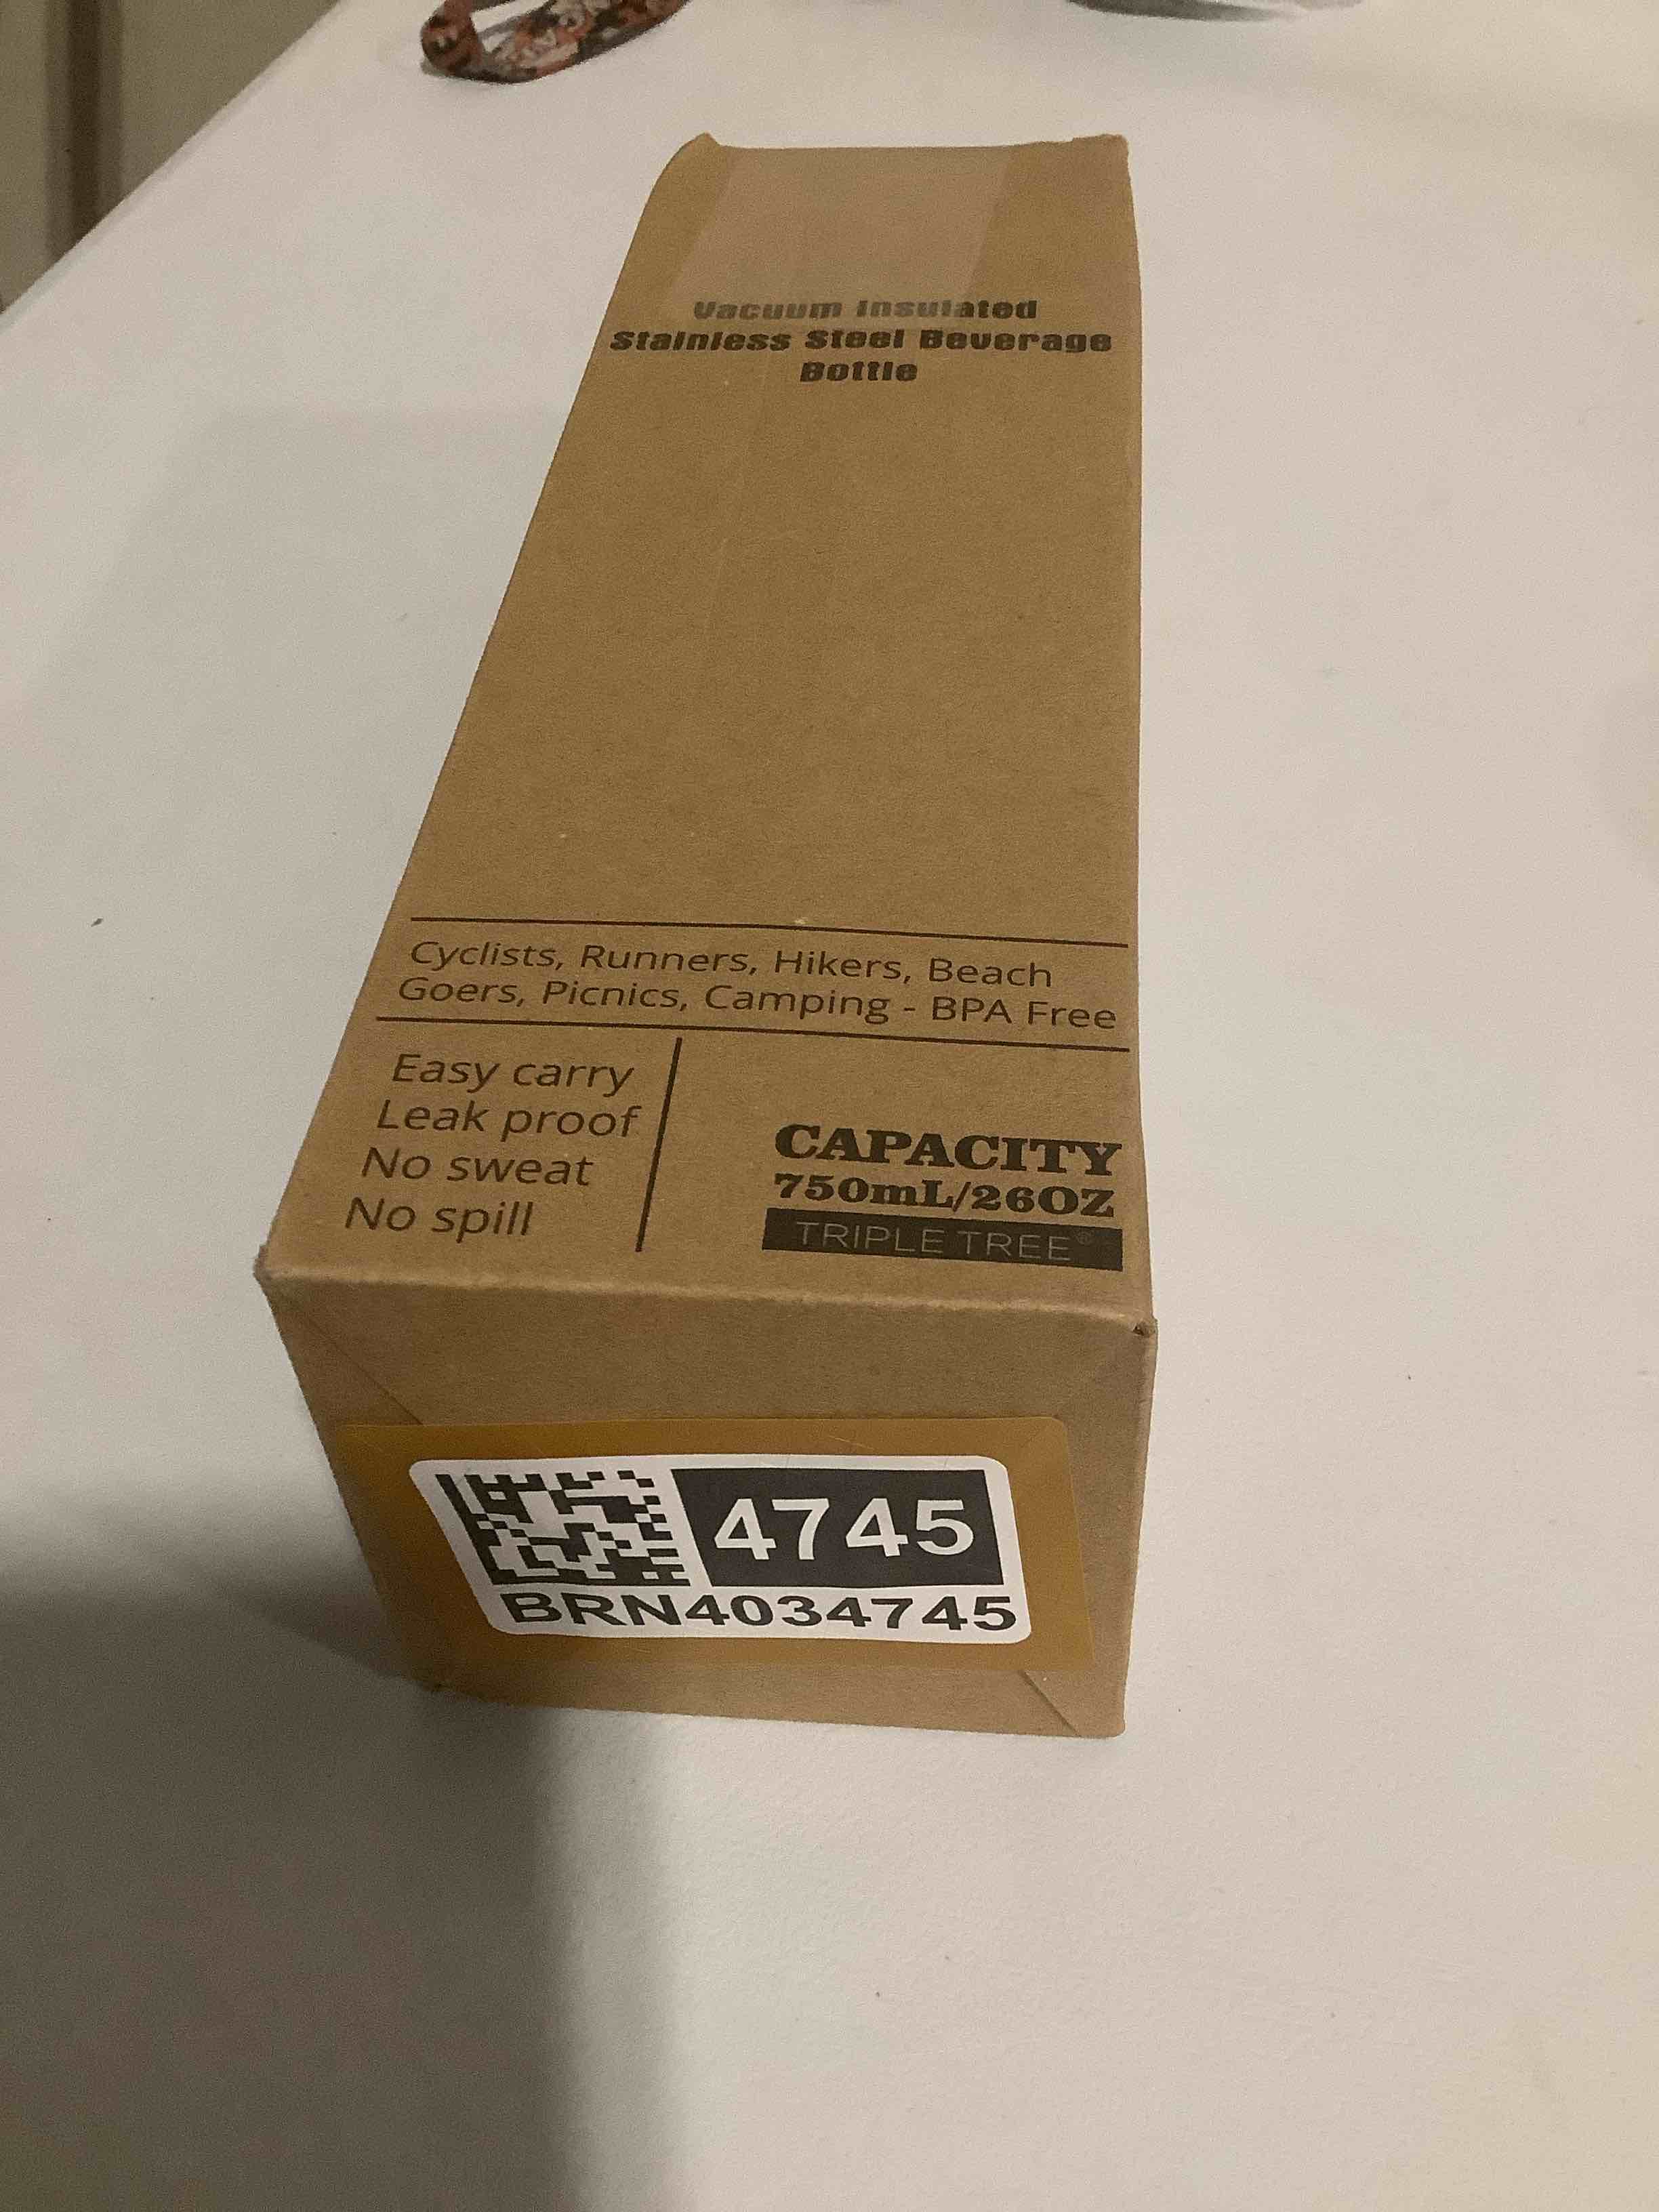 Vacuum Insulated
Stainless Steel Beverage
Bottle
Cyclists, Runners, Hikers, Beach
Goers, Picnics, Camping - BPA Free
Easy carry
Leak proof
No sweat
No spill
CAPACITY
750mL/26OZ
TRIPLE TREE®
4745
BRN4034745